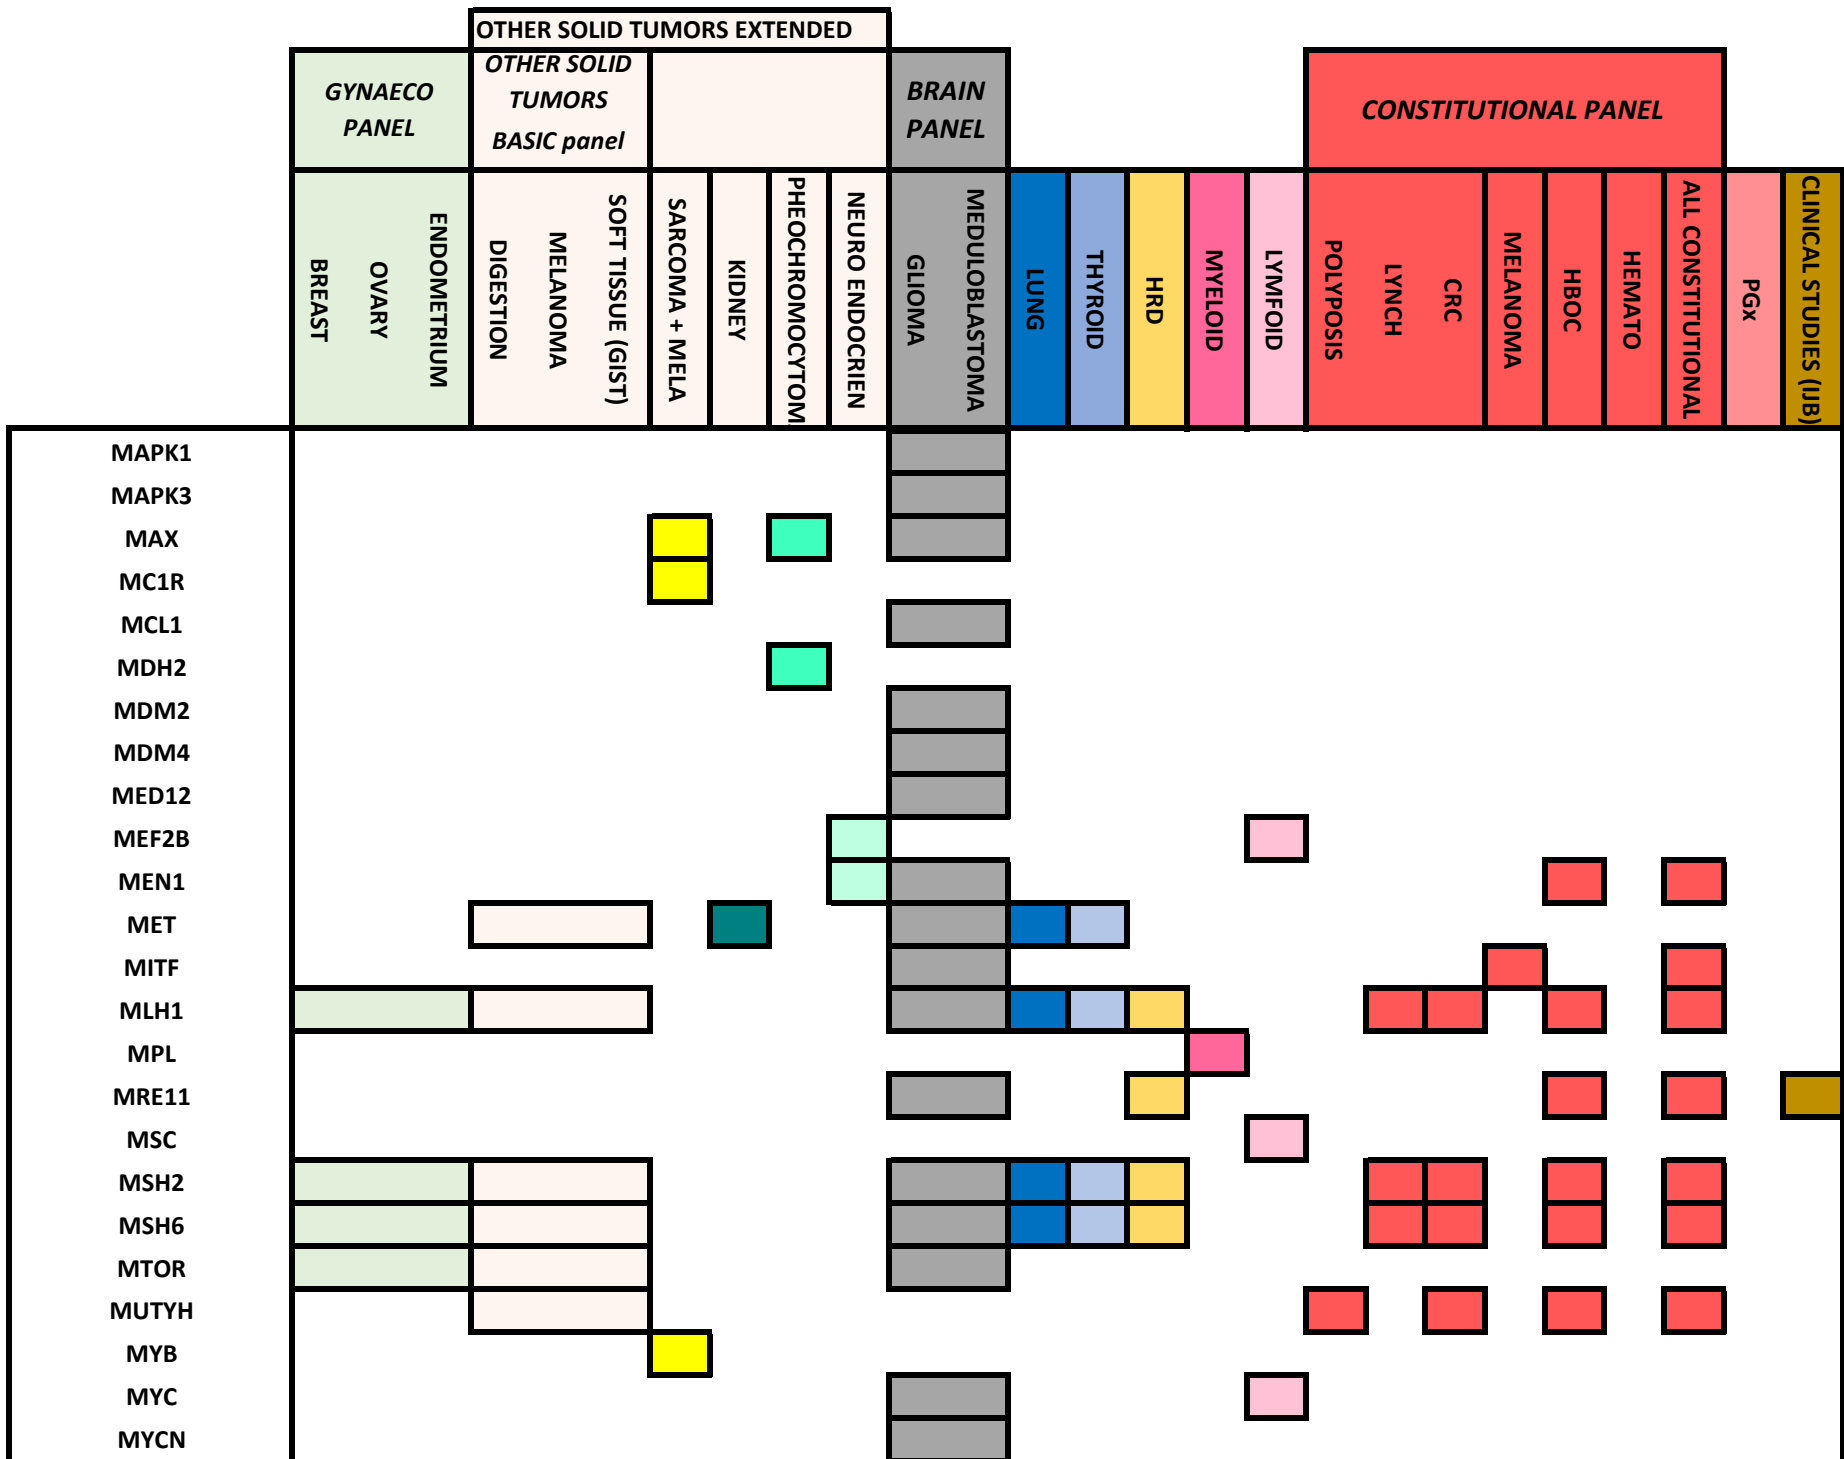 OTHER SOLID TUMORS EXTENDED
GYNAECO
PANEL
OTHER SOLID
TUMORS
BASIC panel
BRAIN
PANEL
CONSTITUTIONAL PANEL
BREAST
OVARY
ENDOMETRIUM
DIGESTION
MELANOMA
SOFT TISSUE (GIST)
SARCOMA + MELA
KIDNEY
PHEOCHROMOCYTOM
NEURO ENDOCRIEN
GLIOMA
MEDULOBLASTOMA
LUNG
THYROID
HRD
MYELOID
LYMFOID
POLYPOSIS
LYNCH
CRC
MELANOMA
HBOC
HEMATO
ALL CONSTITUTIONAL
PGx
CLINICAL STUDIES (IJB)
MAPK1
MAPK3
MAX
MC1R
MCL1
MDH2
MDM2
MDM4
MED12
MEF2B
MEN1
MET
MITF
MLH1
MPL
MRE11
MSC
MSH2
MSH6
MTOR
MUTYH
MYB
MYC
MYCN